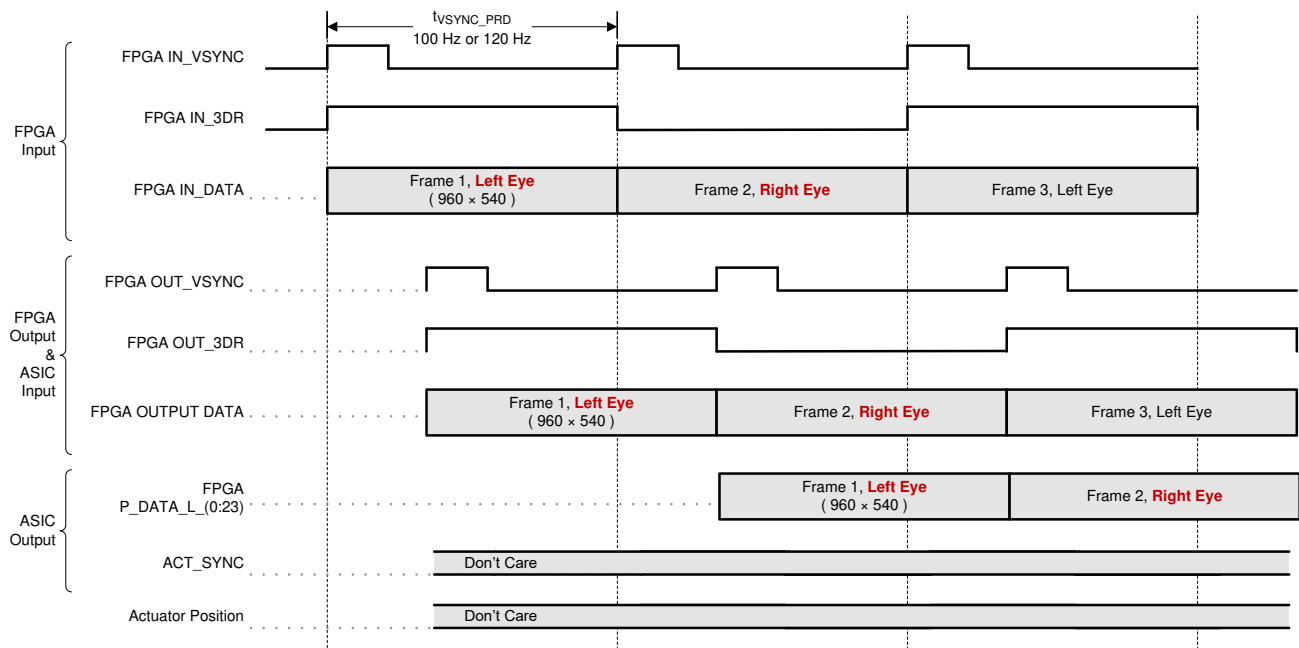 tVSYNC_PRD
100 Hz or 120 Hz
FPGA IN_VSYNC
FPGA IN_3DR
FPGA
Input
FPGA IN_DATA
Frame 1, Left Eye
( 960 × 540 )
Frame 2, Right Eye
Frame 3, Left Eye
FPGA OUT_VSYNC
FPGA
Output
&
ASIC
Input
FPGA OUT_3DR
FPGA OUTPUT DATA
Frame 1, Left Eye
( 960 × 540 )
Frame 2, Right Eye
Frame 3, Left Eye
FPGA
P_DATA_L_(0:23)
Frame 1, Left Eye
( 960 × 540 )
Frame 2, Right Eye
ASIC
Output
ACT_SYNC
Don't Care
Actuator Position
Don't Care